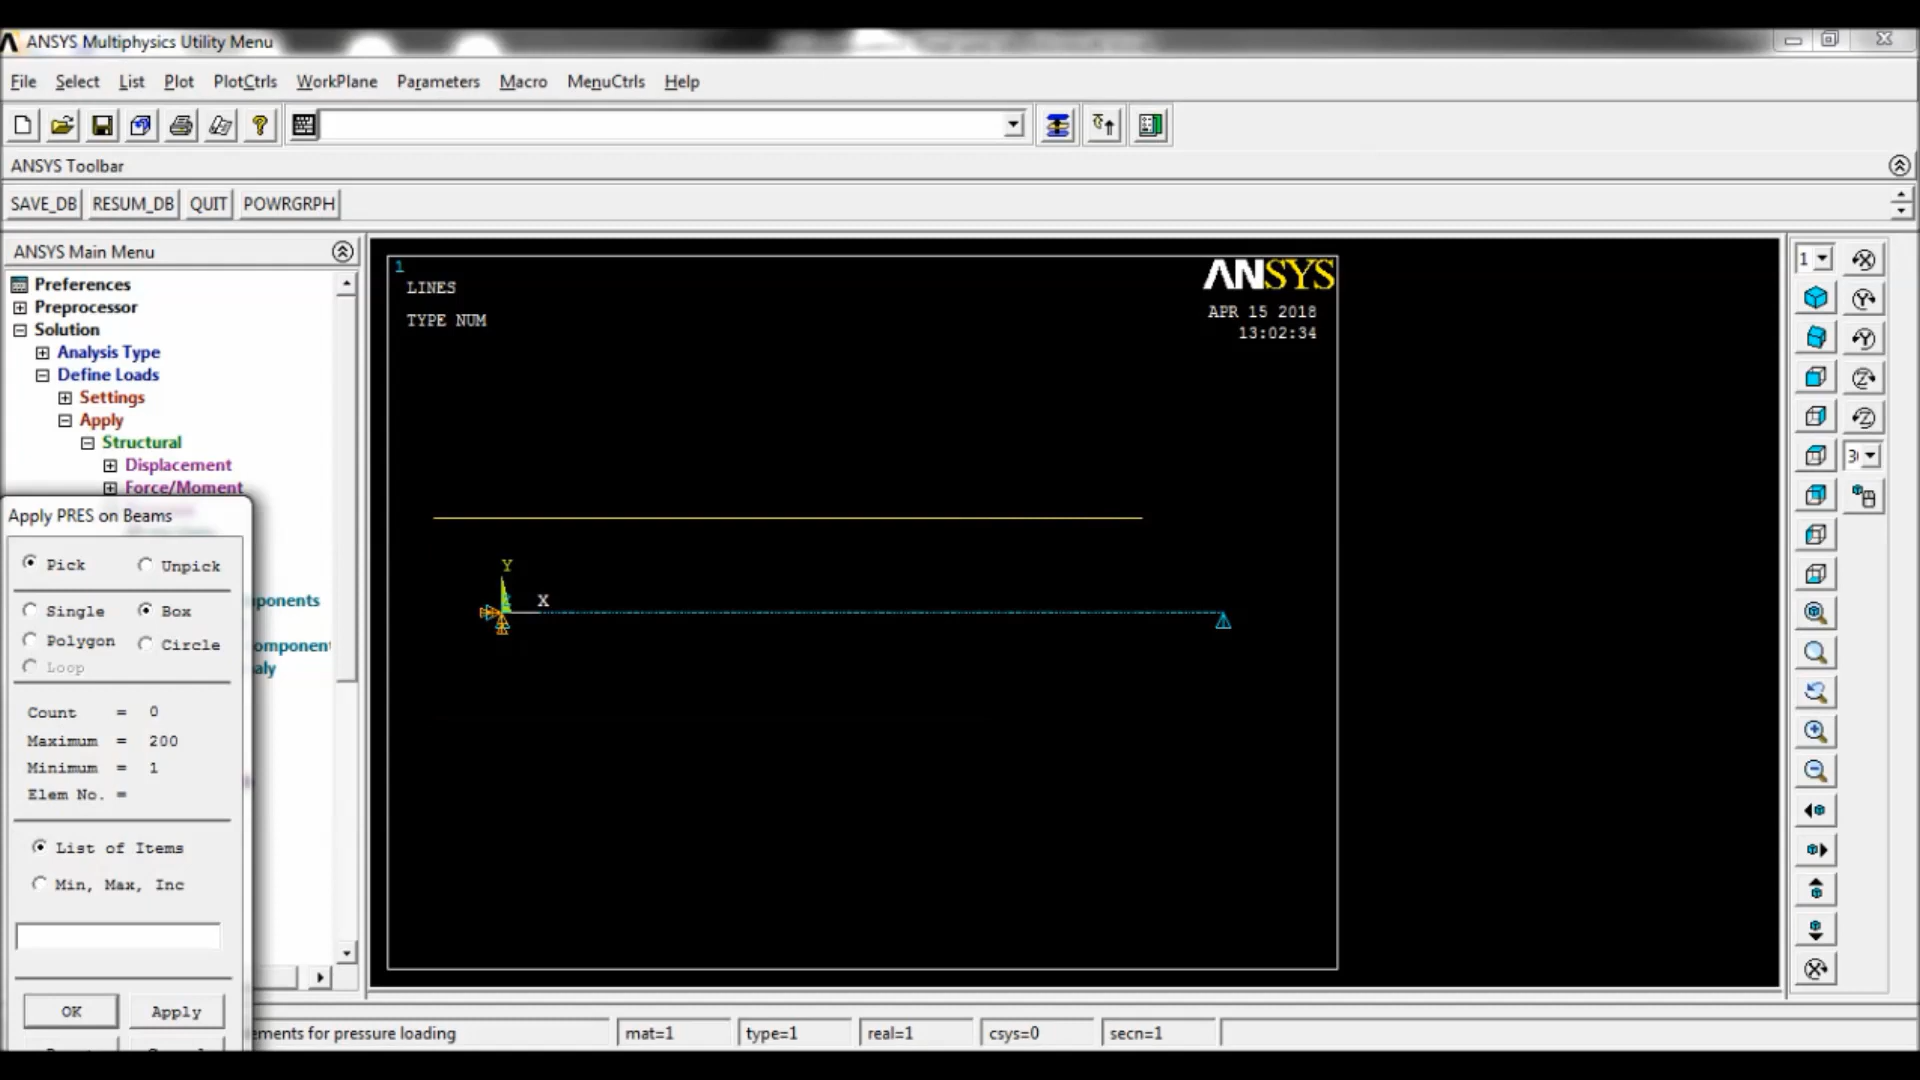 ANSYS Multiphysics Utility Menu
File Select List Plot PlotCtrls WorkPlane Parameters Macro MenuCtrls Help
ANSYS Toolbar
SAVE_DB RESUM_DB QUIT POWRGRPH
ANSYS Main Menu
Preferences
Preprocessor
Solution
Analysis Type
Define Loads
Settings
Apply
Structural
Displacement
Force/Moment
Apply PRES on Beams
Pick Unpick
Single Box
Polygon Circle
Loop
Count = 0
Maximum = 200
Minimum = 1
Elem No. =
List of Items
Min, Max, Inc
OK Apply
ponents
omponent
aly
1
LINES
TYPE NUM
ANSYS
APR 15 2018
13:02:34
Y
X
1
ements for pressure loading mat=1 type=1 real=1 csys=0 secn=1